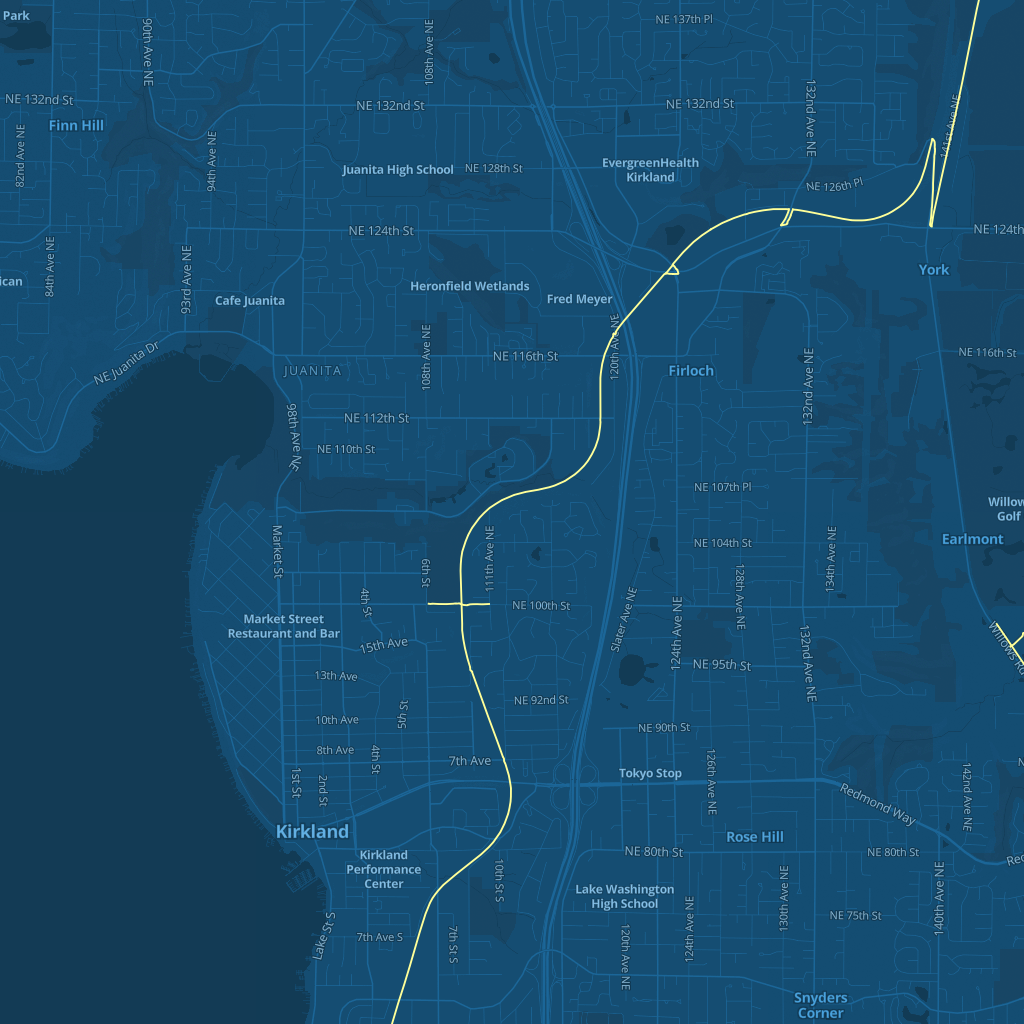 Park
90th Ave NE
108th Ave NE
NE 137th Pl
NE 132nd St
NE 132nd St
NE 132nd St
132nd Ave NE
141st Ave NE
Finn Hill
82nd Ave NE
94th Ave NE
Juanita High School
NE 128th St
EvergreenHealth
Kirkland
NE 126th Pl
NE 124th St
NE 124th
84th Ave NE
93rd Ave NE
ican
Cafe Juanita
Heronfield Wetlands
Fred Meyer
York
NE Juanita Dr
108th Ave NE
120th Ave NE
NE 116th St
NE 116th St
JUANITA
Firloch
132nd Ave NE
98th Ave NE
NE 112th St
NE 110th St
NE 107th Pl
Willow
Golf
Market St
6th St
111th Ave NE
NE 104th St
134th Ave NE
Earlmont
4th St
128th Ave NE
NE 100th St
Slater Ave NE
124th Ave NE
Market Street
Restaurant and Bar
15th Ave
132nd Ave NE
Willows Rd
13th Ave
NE 95th St
NE 92nd St
10th Ave
5th St
NE 90th St
8th Ave
4th St
7th Ave
Tokyo Stop
126th Ave NE
142nd Ave NE
N
1st St
2nd St
Redmond Way
Kirkland
Rose Hill
NE 80th St
NE 80th St
Rec
Kirkland
Performance
Center
10th St S
Lake Washington
High School
130th Ave NE
140th Ave NE
124th Ave NE
NE 75th St
Lake St S
7th Ave S
7th St S
120th Ave NE
Snyders
Corner